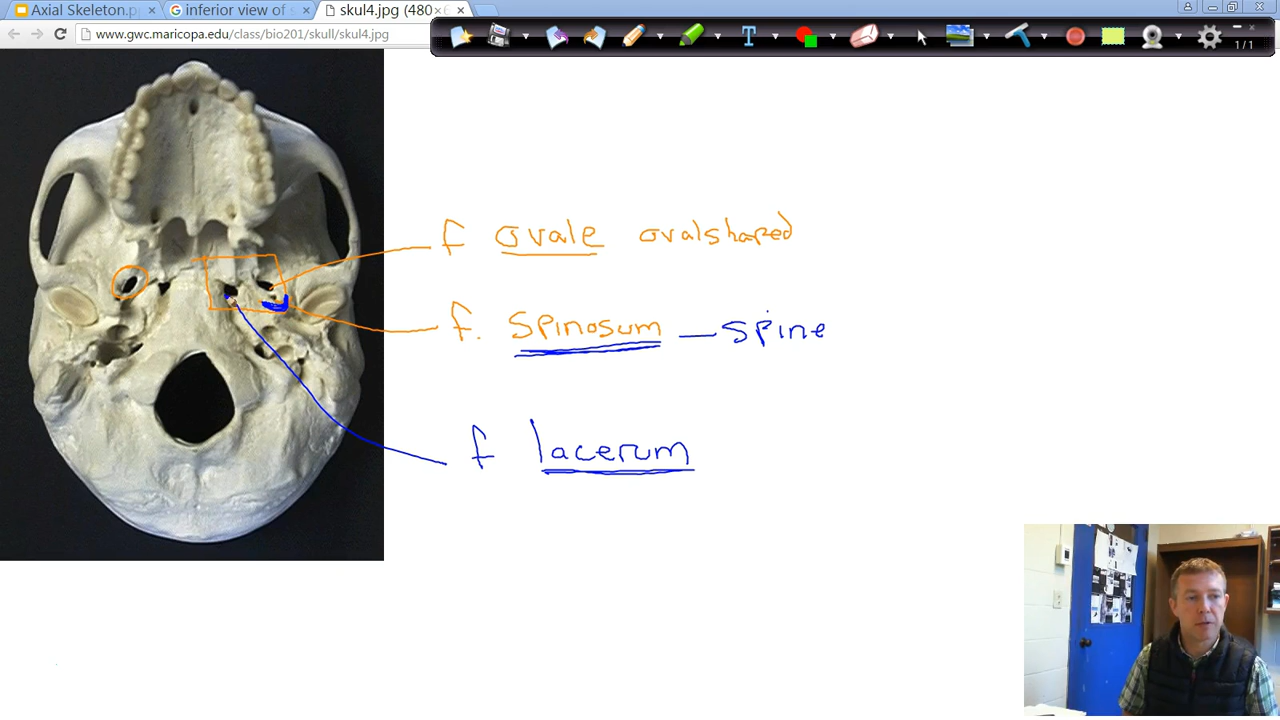 Axial Skeleton.p
inferior view of s
skul4.jpg (480×6
www.gwc.maricopa.edu/class/bio201/skull/skul4.jpg
T
1/1
f ovale ovalshaped
f. spinosum — spine
f lacerum